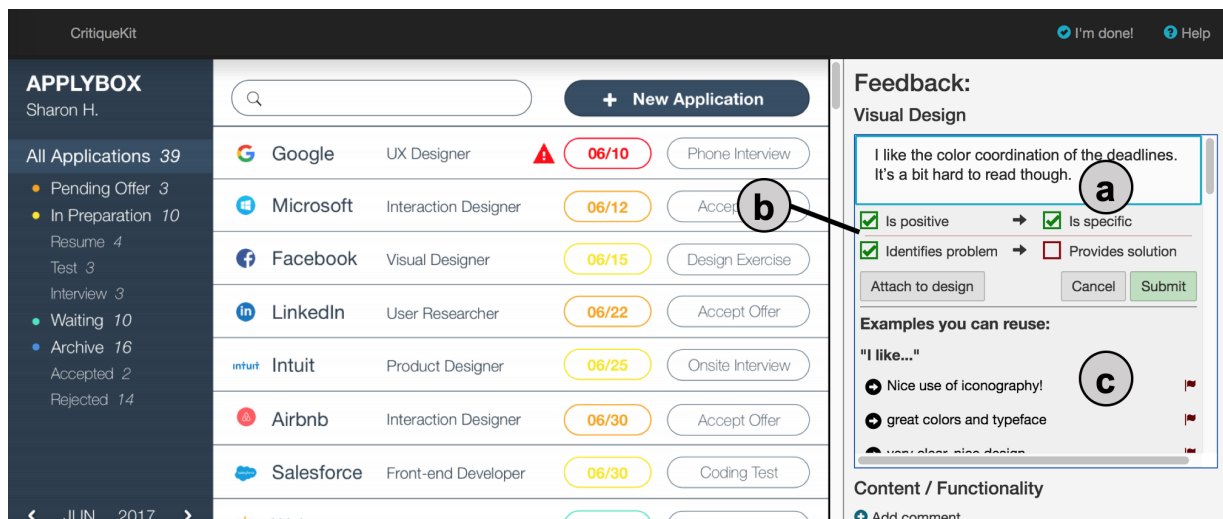 CritiqueKit
I'm done!
Help
APPLYBOX
Sharon H.
All Applications 39
Pending Offer 3
In Preparation 10
Resume 4
Test 3
Interview 3
Waiting 10
Archive 16
Accepted 2
Rejected 14
JUN 2017
+ New Application
Google UX Designer 06/10 Phone Interview
Microsoft Interaction Designer 06/12 Accept
Facebook Visual Designer 06/15 Design Exercise
LinkedIn User Researcher 06/22 Accept Offer
intuit Intuit Product Designer 06/25 Onsite Interview
Airbnb Interaction Designer 06/30 Accept Offer
Salesforce Front-end Developer 06/30 Coding Test
Feedback:
Visual Design
I like the color coordination of the deadlines.
It's a bit hard to read though.
a
b
Is positive → Is specific
Identifies problem → Provides solution
Attach to design Cancel Submit
Examples you can reuse:
"I like..."
c
Nice use of iconography!
great colors and typeface
very clear, nice design
Content / Functionality
Add comment